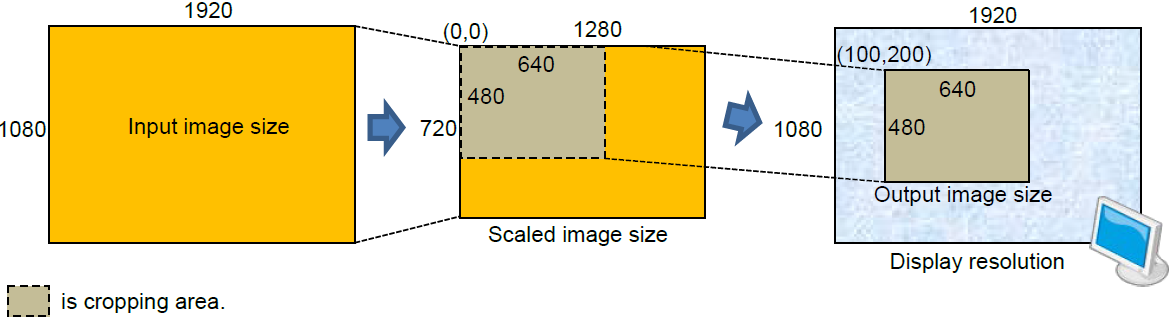 1920
1080
Input image size
(0,0)
1280
640
480
720
Scaled image size
1920
(100,200)
640
480
1080
Output image size
Display resolution
is cropping area.